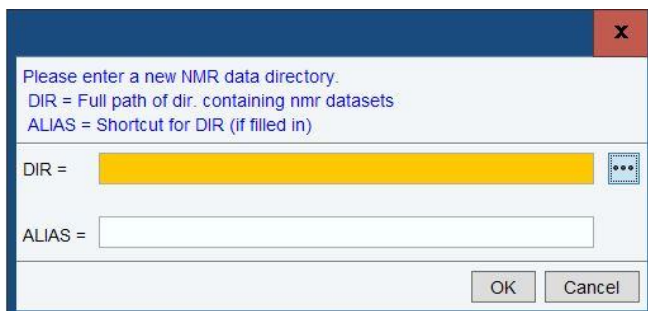 x
Please enter a new NMR data directory.
DIR = Full path of dir. containing nmr datasets
ALIAS = Shortcut for DIR (if filled in)
DIR =
...
ALIAS =
OK Cancel